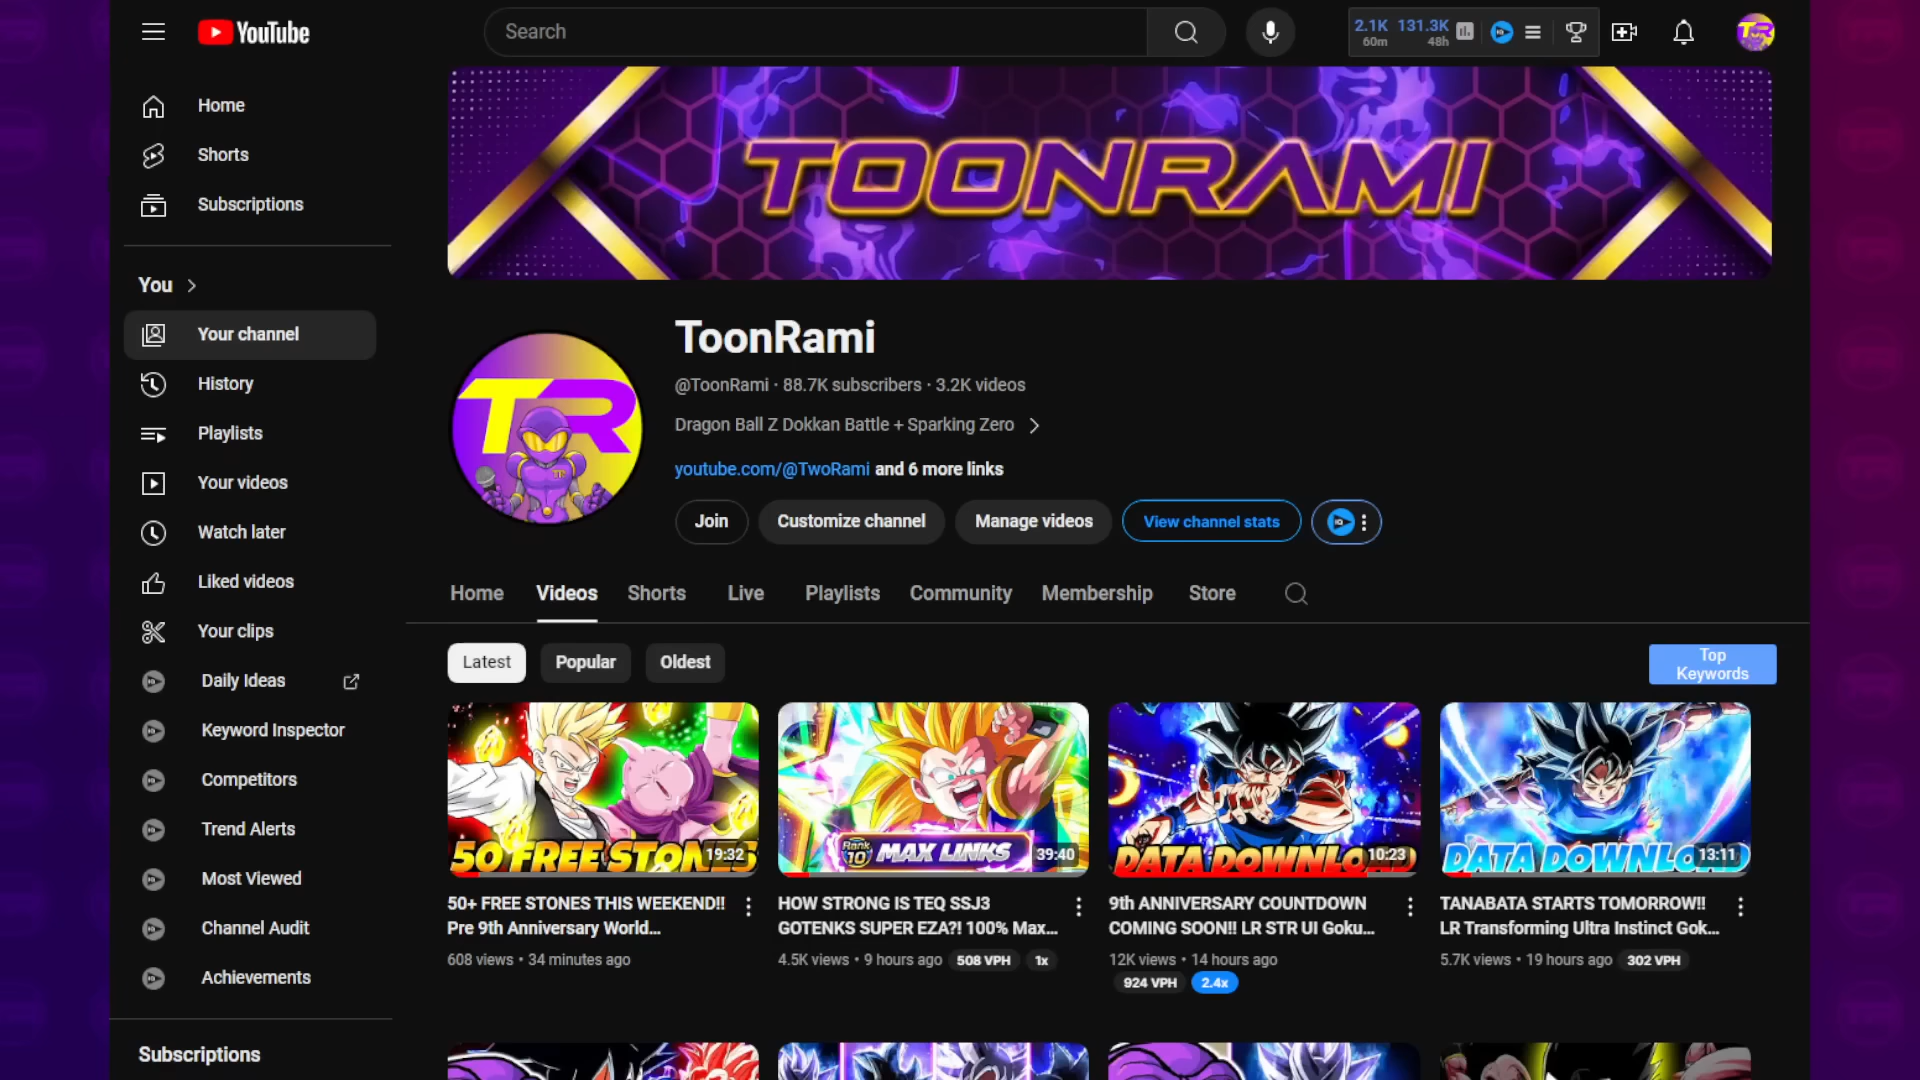 YouTube
Search
2.1K 131.3K
60m 48h
Home
Shorts
Subscriptions
You
Your channel
History
Playlists
Your videos
Watch later
Liked videos
Your clips
Daily Ideas
Keyword Inspector
Competitors
Trend Alerts
Most Viewed
Channel Audit
Achievements
Subscriptions
TOONRAMI
TR
ToonRami
@ToonRami · 88.7K subscribers · 3.2K videos
Dragon Ball Z Dokkan Battle + Sparking Zero
youtube.com/@TwoRami and 6 more links
Join Customize channel Manage videos View channel stats
Home Videos Shorts Live Playlists Community Membership Store
Latest Popular Oldest
Top
Keywords
50 FREE STONES
19:32
50+ FREE STONES THIS WEEKEND!!
Pre 9th Anniversary World...
608 views • 34 minutes ago
Rank
10 MAX LINKS
39:40
HOW STRONG IS TEQ SSJ3
GOTENKS SUPER EZA?! 100% Max...
4.5K views • 9 hours ago 508 VPH 1x
DATA DOWNLO
10:23
9th ANNIVERSARY COUNTDOWN
COMING SOON!! LR STR UI Goku...
12K views • 14 hours ago
924 VPH 2.4x
DATA DOWNLO
13:11
TANABATA STARTS TOMORROW!!
LR Transforming Ultra Instinct Gok...
5.7K views • 19 hours ago 302 VPH